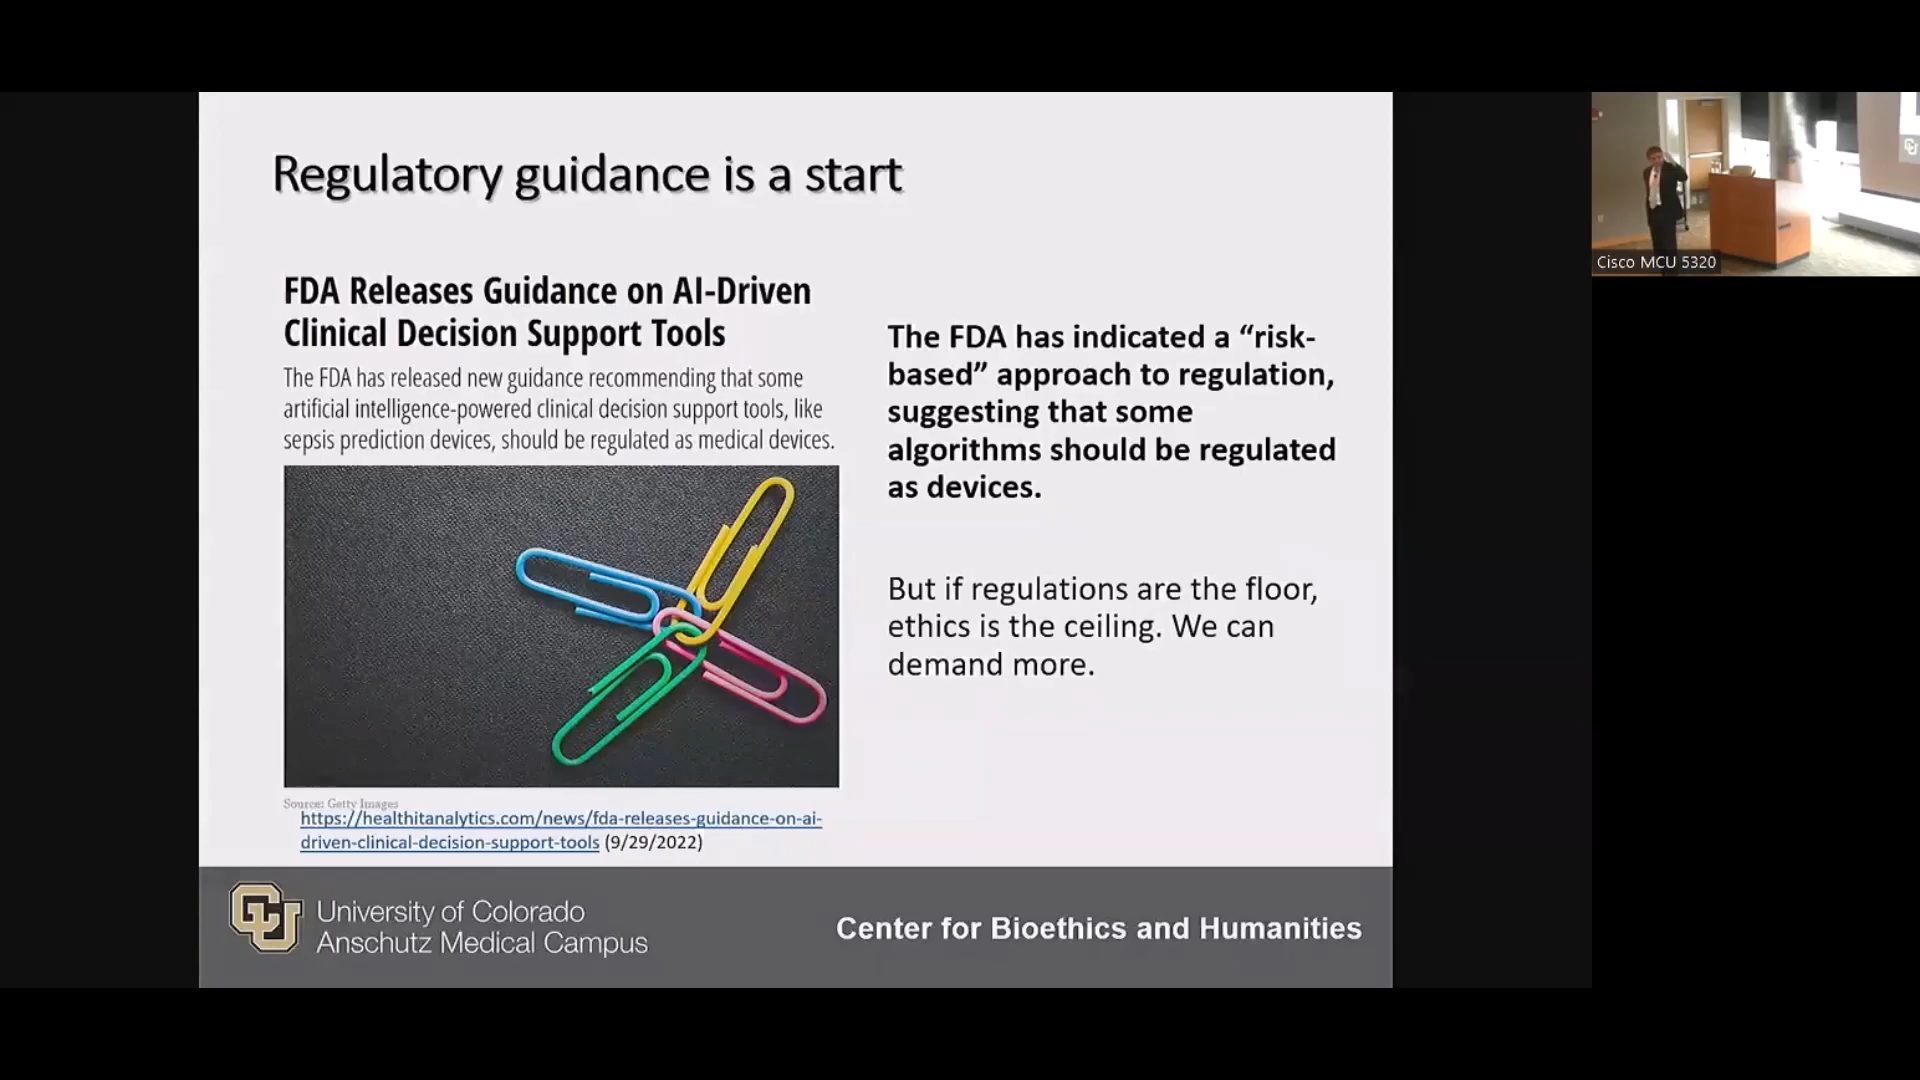 Regulatory guidance is a start
FDA Releases Guidance on AI-Driven
Clinical Decision Support Tools
The FDA has released new guidance recommending that some
artificial intelligence-powered clinical decision support tools, like
sepsis prediction devices, should be regulated as medical devices.
Source: Getty Images
https://healthitanalytics.com/news/fda-releases-guidance-on-ai-
driven-clinical-decision-support-tools (9/29/2022)
The FDA has indicated a “risk-
based” approach to regulation,
suggesting that some
algorithms should be regulated
as devices.
But if regulations are the floor,
ethics is the ceiling. We can
demand more.
CU
University of Colorado
Anschutz Medical Campus
Center for Bioethics and Humanities
Cisco MCU 5320